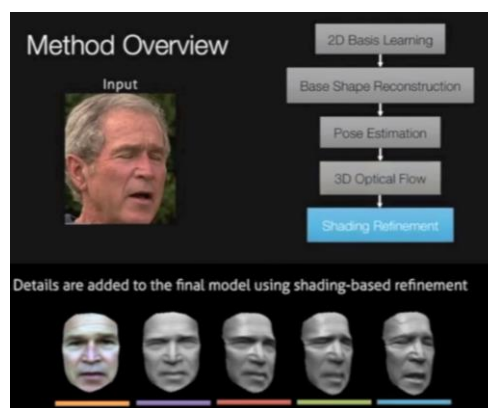 Method Overview
Input
2D Basis Learning
Base Shape Reconstruction
Pose Estimation
3D Optical Flow
Shading Refinement
Details are added to the final model using shading-based refinement